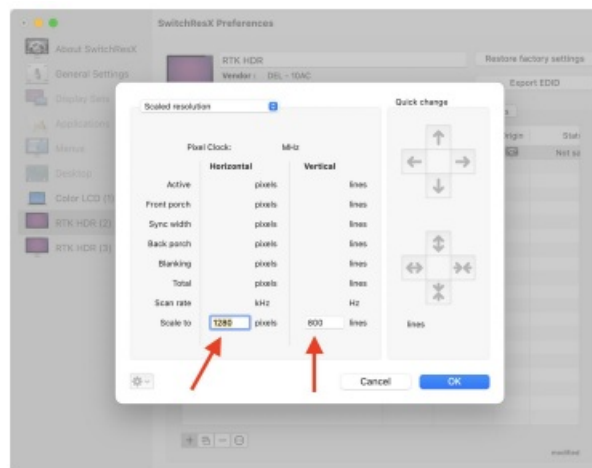 SwitchResX Preferences
About SwitchResX
General Settings
Display Sets
Applications
Menus
Desktop
Color LCD (1)
RTK HDR (2)
RTK HDR (3)
RTK HDR
Vendor : DEL - 10AC
Restore factory settings
Export EDID
Scaled resolution
Quick change
Pixel Clock: MHz
Horizontal Vertical
Active pixels lines
Front porch pixels lines
Sync width pixels lines
Back porch pixels lines
Blanking pixels lines
Total pixels lines
Scan rate kHz Hz
Scale to 1280 pixels 800 lines
lines
Cancel OK
modified